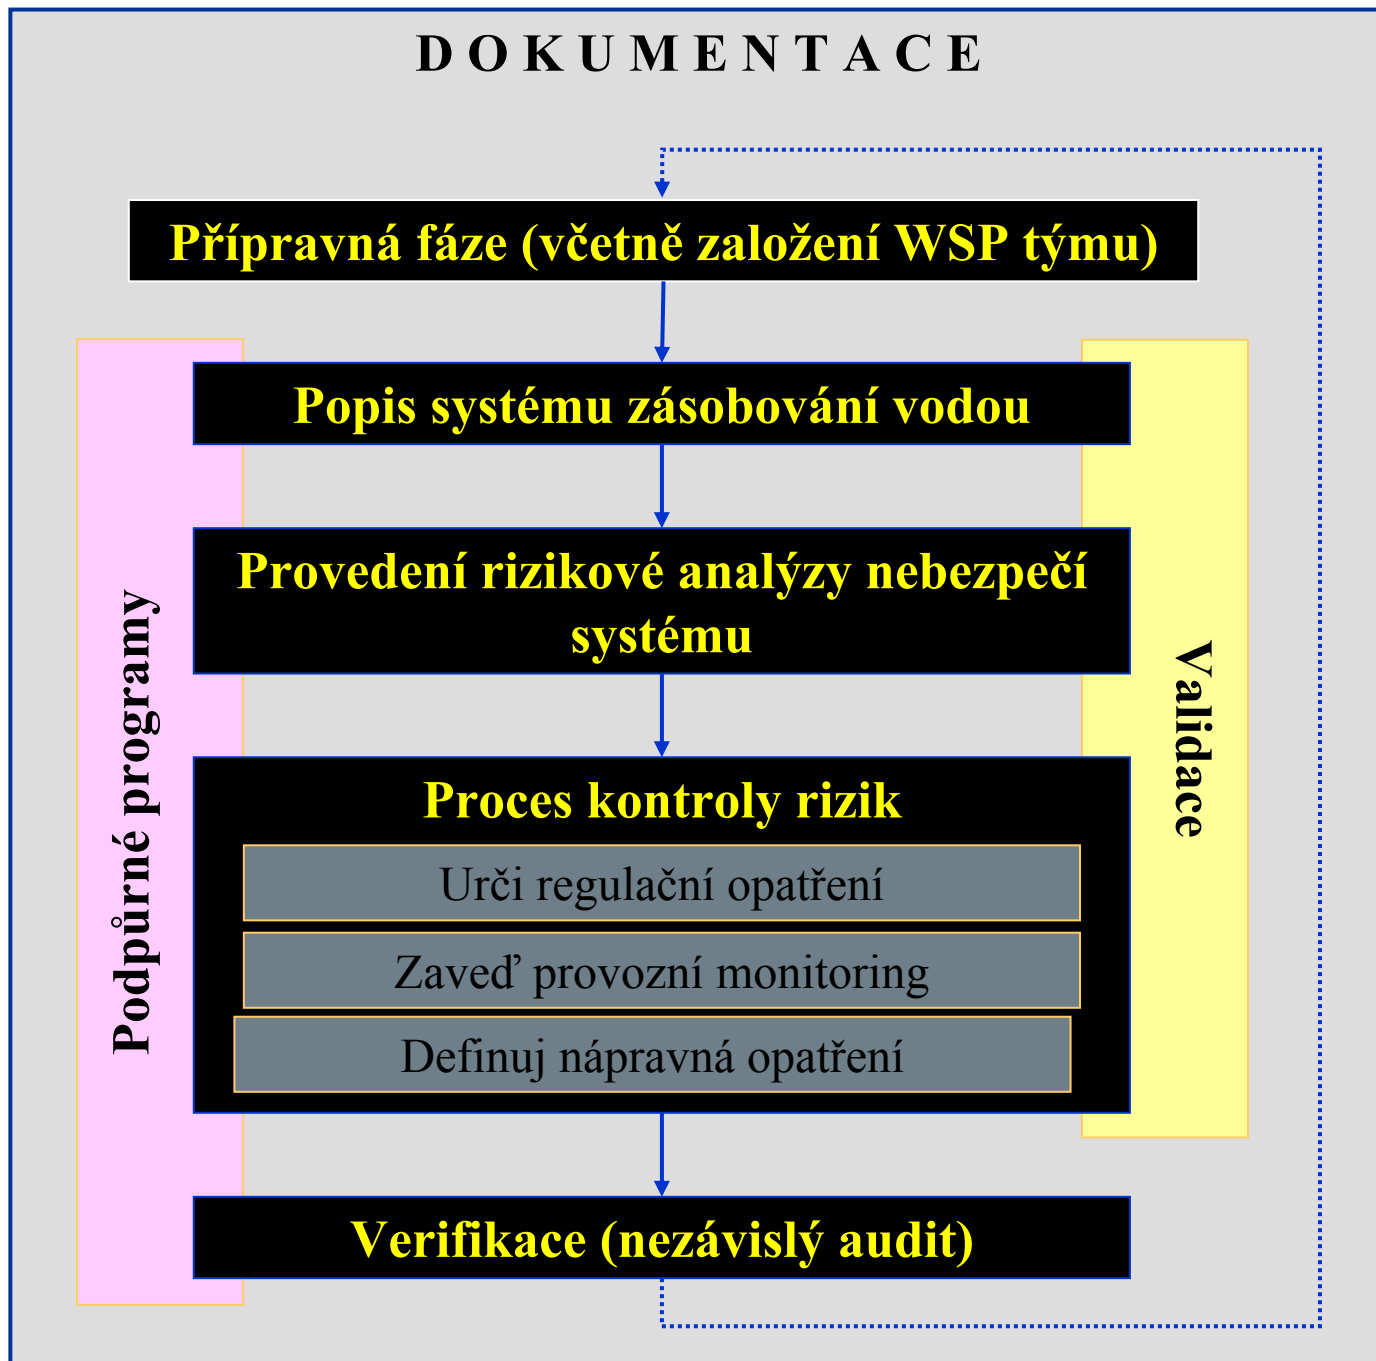 D O K U M E N T A C E
Přípravná fáze (včetně založení WSP týmu)
Popis systému zásobování vodou
Provedení rizikové analýzy nebezpečí
systému
Podpůrné programy
Validace
Proces kontroly rizik
Urči regulační opatření
Zaveď provozní monitoring
Definuj nápravná opatření
Verifikace (nezávislý audit)